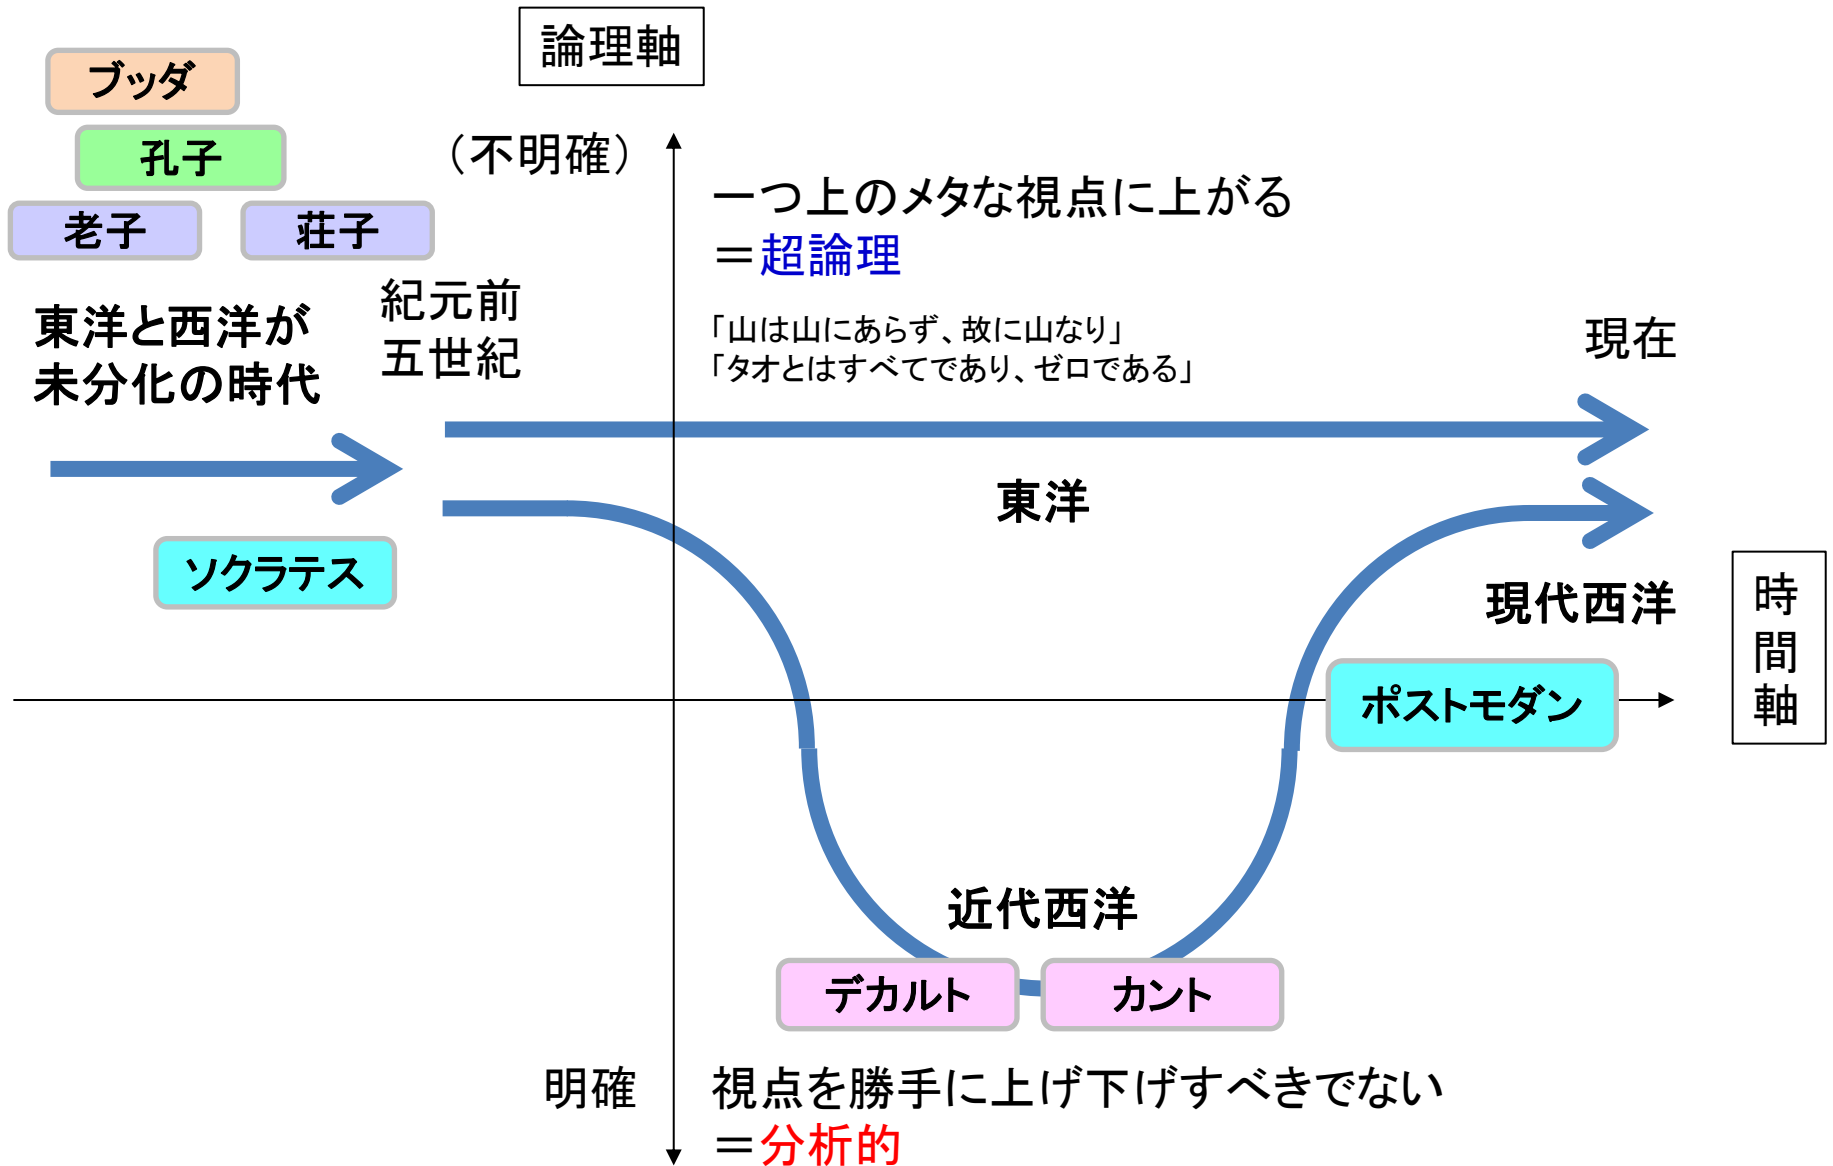 論理軸
ブッダ
孔子
老子
荘子
（不明確）
一つ上のメタな視点に上がる
＝超論理
紀元前
五世紀
東洋と西洋が
未分化の時代
「山は山にあらず、故に山なり」
「タオとはすべてであり、ゼロである」
現在
東洋
ソクラテス
現代西洋
時間軸
ポストモダン
近代西洋
デカルト
カント
明確
視点を勝手に上げ下げすべきでない
＝分析的